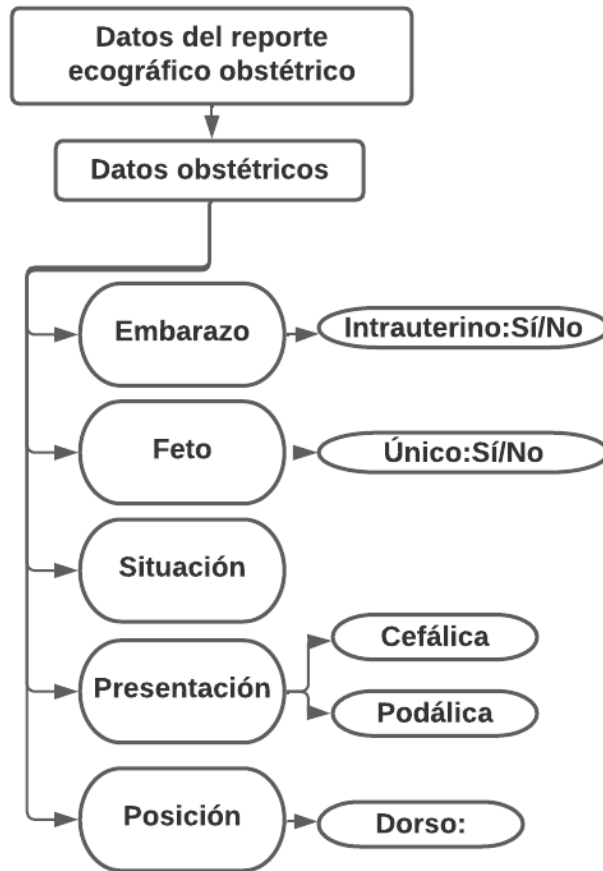 Datos del reporte
ecográfico obstétrico
Datos obstétricos
Embarazo
Intrauterino:Sí/No
Feto
Único:Sí/No
Situación
Presentación
Cefálica
Podálica
Posición
Dorso: